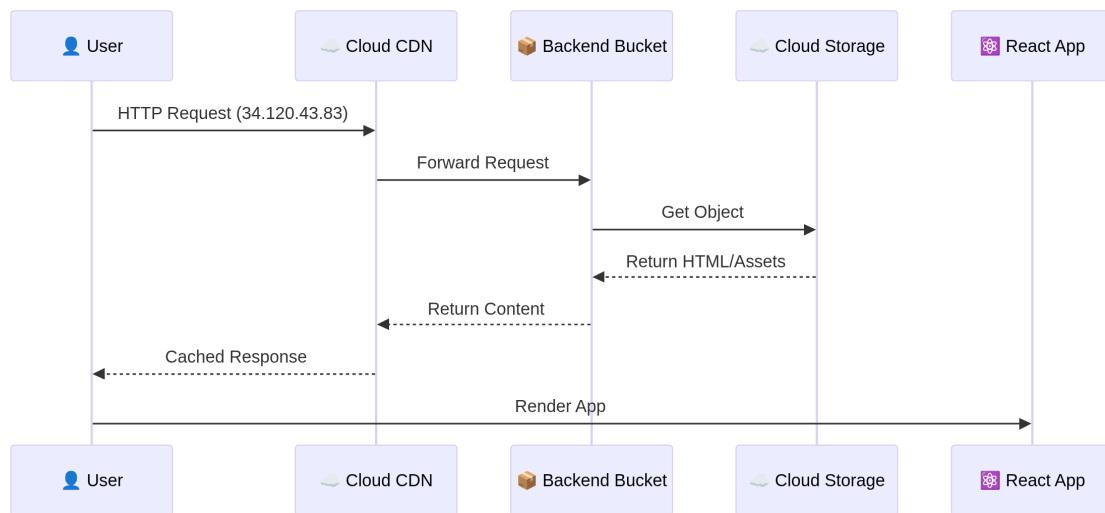 👤 User
☁️ Cloud CDN
📦 Backend Bucket
☁️ Cloud Storage
⚛️ React App
HTTP Request (34.120.43.83)
Forward Request
Get Object
Return HTML/Assets
Return Content
Cached Response
Render App
👤 User
☁️ Cloud CDN
📦 Backend Bucket
☁️ Cloud Storage
⚛️ React App